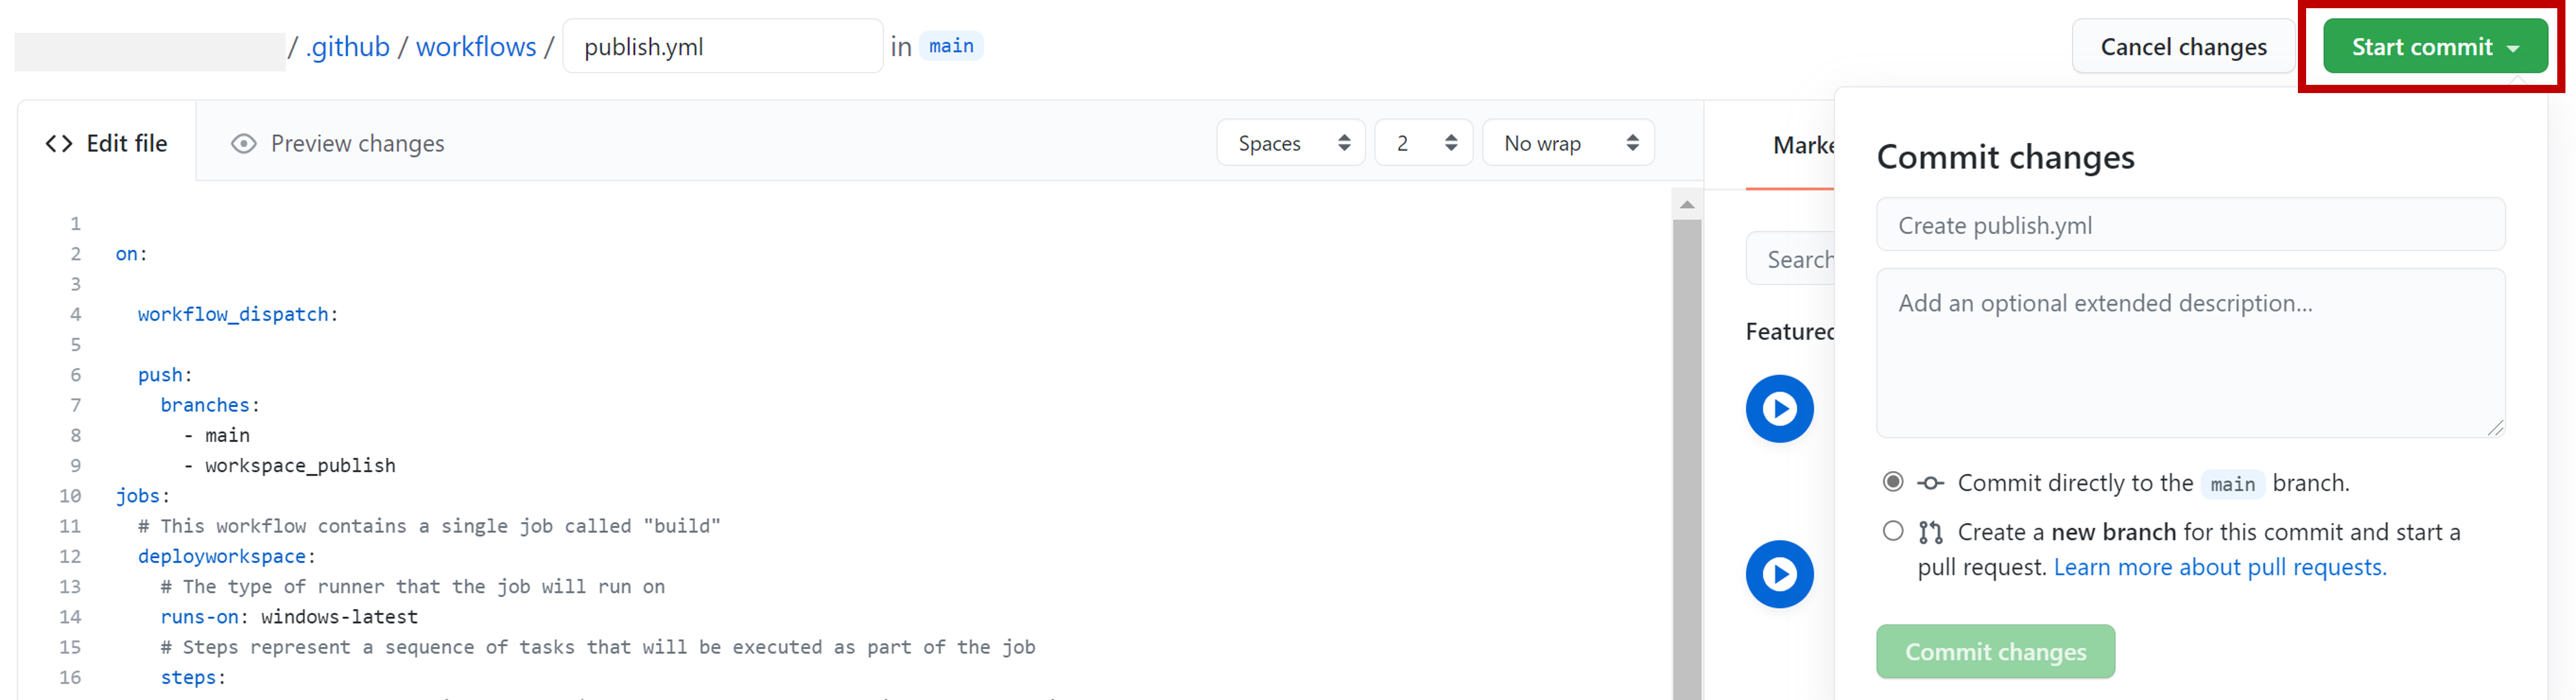 / .github / workflows / publish.yml in main
Cancel changes
Start commit
Edit file
Preview changes
Spaces
2
No wrap
1
2 on:
3
4 workflow_dispatch:
5
6 push:
7 branches:
8 - main
9 - workspace_publish
10 jobs:
11 # This workflow contains a single job called "build"
12 deployworkspace:
13 # The type of runner that the job will run on
14 runs-on: windows-latest
15 # Steps represent a sequence of tasks that will be executed as part of the job
16 steps:
Marke
Search
Featured
Commit changes
Create publish.yml
Add an optional extended description...
Commit directly to the main branch.
Create a new branch for this commit and start a
pull request. Learn more about pull requests.
Commit changes